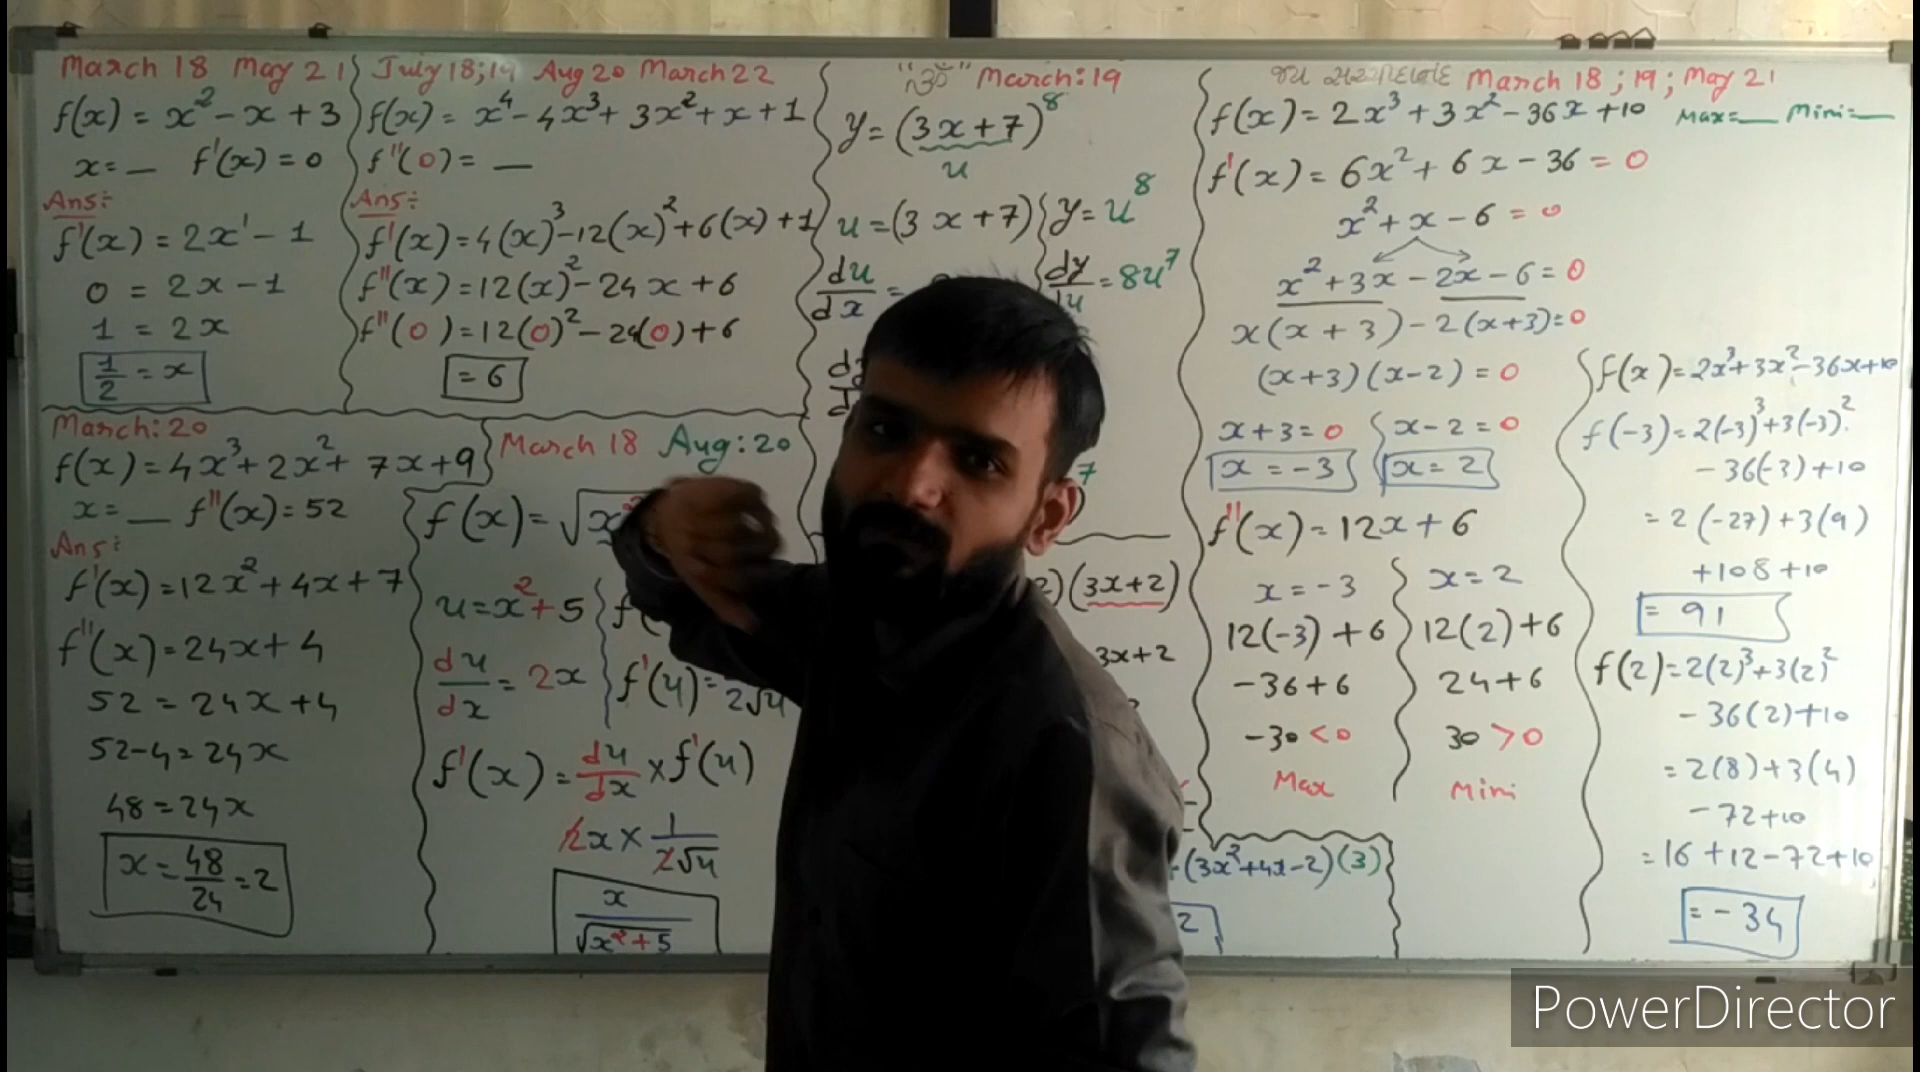 March 18 May 21
f(x) = x² - x + 3
x = _ f'(x) = 0
Ans:
f'(x) = 2x' - 1
0 = 2x - 1
1 = 2x
1/2 = x
July 18;19 Aug 20 March 22
f(x) = x⁴ - 4x³ + 3x² + x + 1
f''(0) = _
Ans:
f'(x) = 4(x)³ - 12(x)² + 6(x) + 1
f''(x) = 12(x)² - 24x + 6
f''(0) = 12(0)² - 24(0) + 6
= 6
March: 20
f(x) = 4x³ + 2x² + 7x + 9
x = _ f''(x) = 52
Ans:
f'(x) = 12x² + 4x + 7
f''(x) = 24x + 4
52 = 24x + 4
52 - 4 = 24x
48 = 24x
x = 48/24 = 2
March 18 Aug: 20
f(x) = √x
u = x² + 5
du/dx = 2x
f'(u) = 2√u
f'(x) = du/dx × f'(u)
2x × 1/2√u
x/√x²+5
March: 19
y = (3x + 7)⁸
u
u = (3x + 7)
y = u⁸
du/dx =
dy/du = 8u⁷
7
)(3x+2)
3x+2
(3x²+4x-2)(3)
2
March 18; 19; May 21
f(x) = 2x³ + 3x² - 36x + 10 Max = _ Mini = _
f'(x) = 6x² + 6x - 36 = 0
x² + x - 6 = 0
x² + 3x - 2x - 6 = 0
x(x + 3) - 2(x+3) = 0
(x+3)(x-2) = 0
x + 3 = 0
x = -3
x - 2 = 0
x = 2
f''(x) = 12x + 6
x = -3
12(-3) + 6
-36 + 6
-30 < 0
Max
x = 2
12(2) + 6
24 + 6
30 > 0
Mini
f(x) = 2x³ + 3x² - 36x + 10
f(-3) = 2(-3)³ + 3(-3)²
- 36(-3) + 10
= 2(-27) + 3(9)
+ 108 + 10
= 91
f(2) = 2(2)³ + 3(2)²
- 36(2) + 10
= 2(8) + 3(4)
- 72 + 10
= 16 + 12 - 72 + 10
= -34
PowerDirector